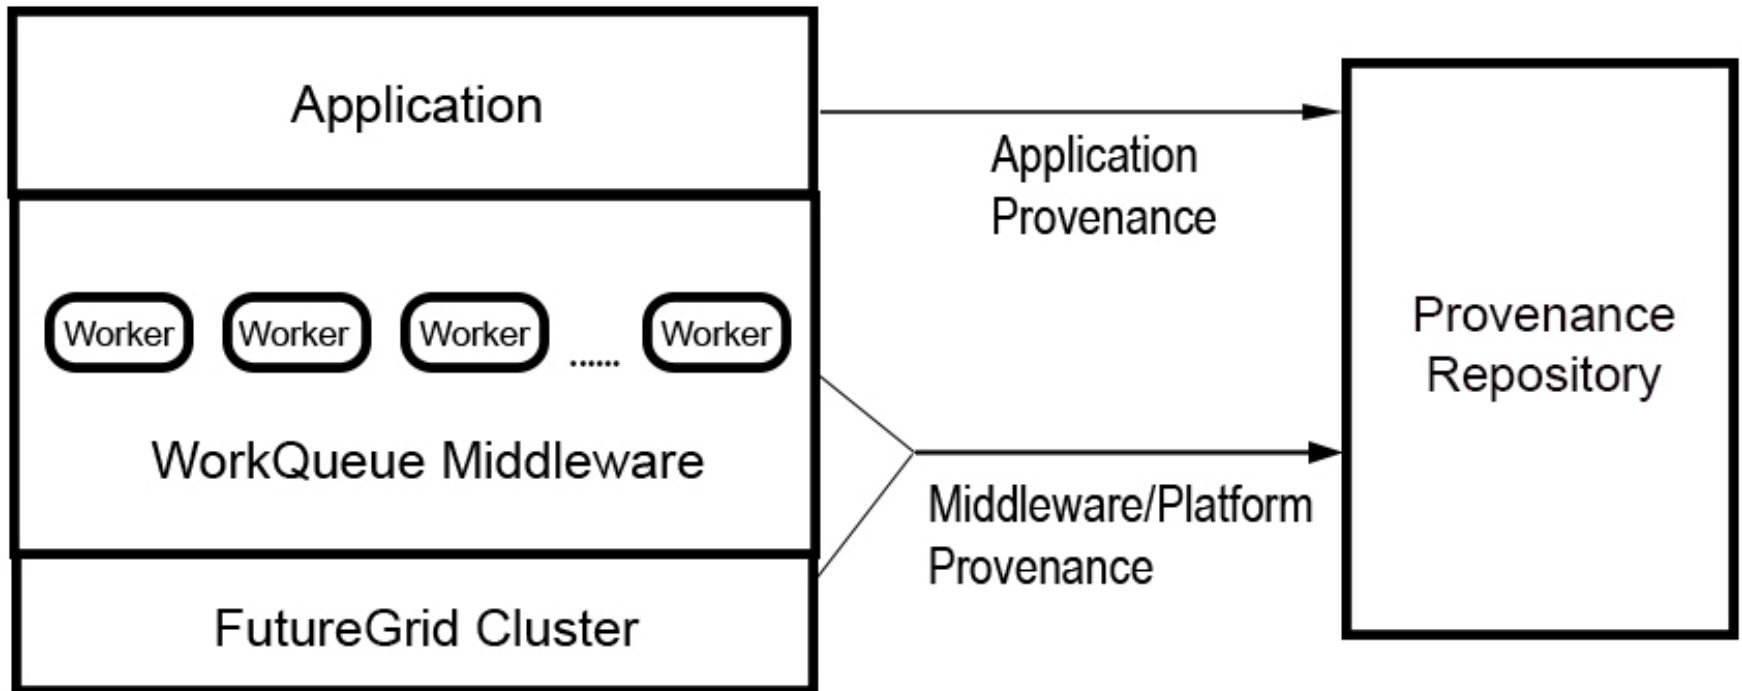 Application
Application
Provenance
Worker
Worker
Worker
......
Worker
WorkQueue Middleware
Middleware/Platform
Provenance
FutureGrid Cluster
Provenance
Repository